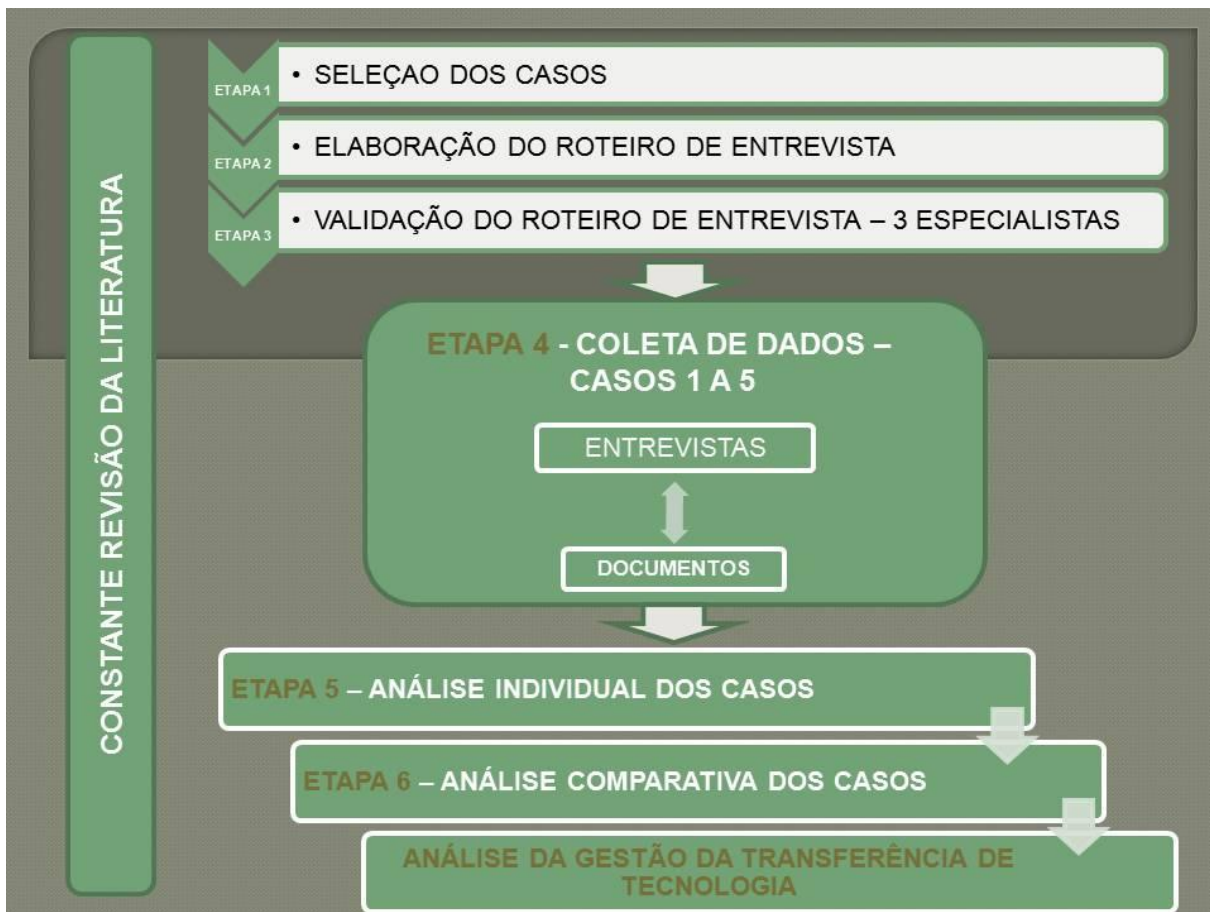 CONSTANTE REVISÃO DA LITERATURA
ETAPA 1
• SELEÇAO DOS CASOS
ETAPA 2
• ELABORAÇÃO DO ROTEIRO DE ENTREVISTA
ETAPA 3
• VALIDAÇÃO DO ROTEIRO DE ENTREVISTA – 3 ESPECIALISTAS
ETAPA 4 - COLETA DE DADOS –
CASOS 1 A 5
ENTREVISTAS
DOCUMENTOS
ETAPA 5 – ANÁLISE INDIVIDUAL DOS CASOS
ETAPA 6 – ANÁLISE COMPARATIVA DOS CASOS
ANÁLISE DA GESTÃO DA TRANSFERÊNCIA DE
TECNOLOGIA